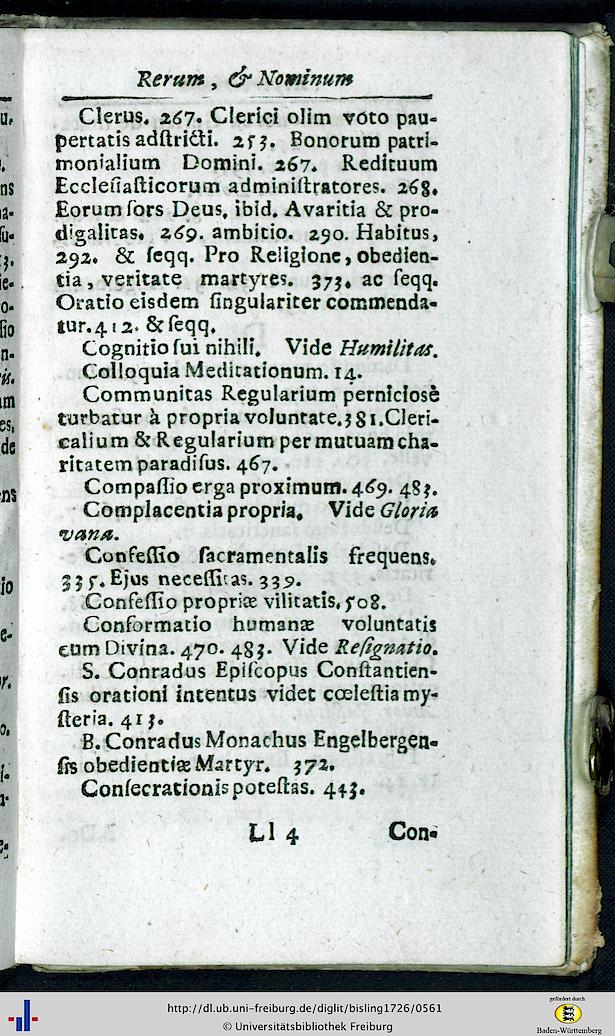 Rerum, & Nominum
Clerus. 267. Clerici olim voto pau-
pertatis adſtricti. 253. Bonorum patri-
monialium Domini. 267. Redituum
Eccleſiaſticorum adminiſtratores. 268.
Eorum ſors Deus, ibid. Avaritia & pro-
digalitas. 269. ambitio. 290. Habitus,
292. & ſeqq. Pro Religione, obedien-
tia, veritate martyres. 373. ac ſeqq.
Oratio eisdem ſingulariter commenda-
tur. 412. & ſeqq.
Cognitio ſui nihili. Vide Humilitas.
Colloquia Meditationum. 14.
Communitas Regularium perniciosè
turbatur à propria voluntate. 381. Cleri-
calium & Regularium per mutuam cha-
ritatem paradiſus. 467.
Compaſſio erga proximum. 469. 483.
Complacentia propria. Vide Gloria
vana.
Confeſſio ſacramentalis frequens.
335. Ejus neceſſitas. 339.
Confeſſio propriæ vilitatis. 508.
Conformatio humanæ voluntatis
cum Divina. 470. 483. Vide Reſignatio.
S. Conradus Epiſcopus Conſtantien-
ſis orationi intentus videt cœleſtia my-
ſteria. 413.
B. Conradus Monachus Engelbergen-
ſis obedientiæ Martyr. 372.
Conſecrationis poteſtas. 443.
Ll 4 Con-
http://dl.ub.uni-freiburg.de/diglit/bisling1726/0561
© Universitätsbibliothek Freiburg
gefördert durch
Baden-Württemberg